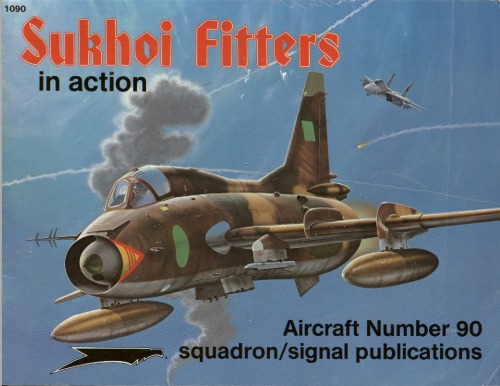 1090
Sukhoi Fitters
in action
Aircraft Number 90
squadron/signal publications